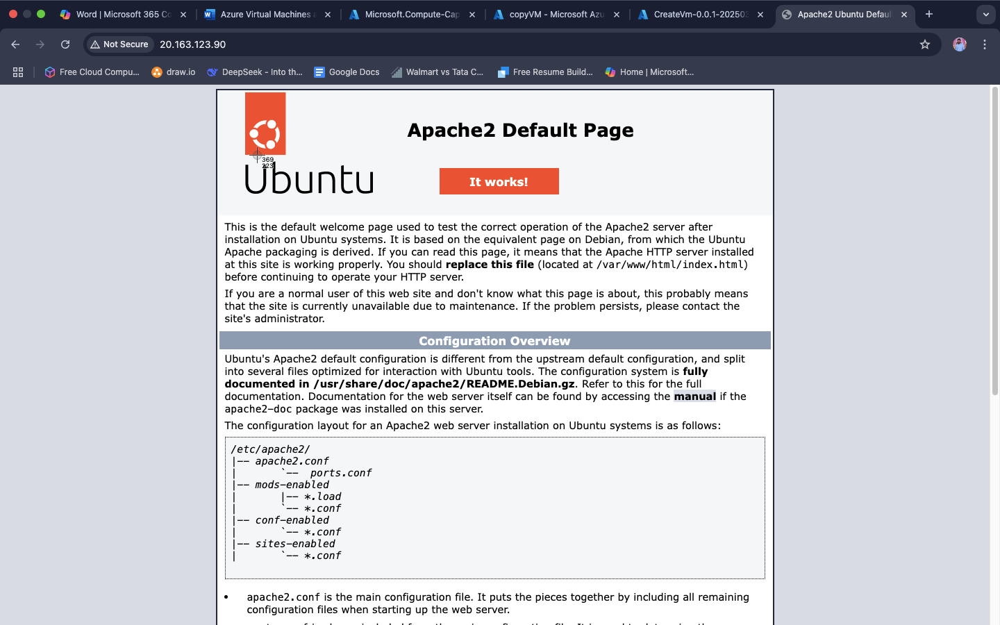 Word | Microsoft 365 Co
Azure Virtual Machines a
Microsoft.Compute-Cap
copyVM - Microsoft Azu
CreateVm-0.0.1-202503
Apache2 Ubuntu Defaul
Not Secure
20.163.123.90
Free Cloud Compu...
draw.io
DeepSeek - Into th...
Google Docs
Walmart vs Tata C...
Free Resume Build...
Home | Microsoft...
Apache2 Default Page
369
223
Ubuntu
It works!
This is the default welcome page used to test the correct operation of the Apache2 server after
installation on Ubuntu systems. It is based on the equivalent page on Debian, from which the Ubuntu
Apache packaging is derived. If you can read this page, it means that the Apache HTTP server installed
at this site is working properly. You should replace this file (located at /var/www/html/index.html)
before continuing to operate your HTTP server.
If you are a normal user of this web site and don't know what this page is about, this probably means
that the site is currently unavailable due to maintenance. If the problem persists, please contact the
site's administrator.
Configuration Overview
Ubuntu's Apache2 default configuration is different from the upstream default configuration, and split
into several files optimized for interaction with Ubuntu tools. The configuration system is fully
documented in /usr/share/doc/apache2/README.Debian.gz. Refer to this for the full
documentation. Documentation for the web server itself can be found by accessing the manual if the
apache2-doc package was installed on this server.
The configuration layout for an Apache2 web server installation on Ubuntu systems is as follows:
/etc/apache2/
|-- apache2.conf
|       `--  ports.conf
|-- mods-enabled
|       |-- *.load
|       `-- *.conf
|-- conf-enabled
|       `-- *.conf
|-- sites-enabled
|       `-- *.conf
• apache2.conf is the main configuration file. It puts the pieces together by including all remaining
configuration files when starting up the web server.